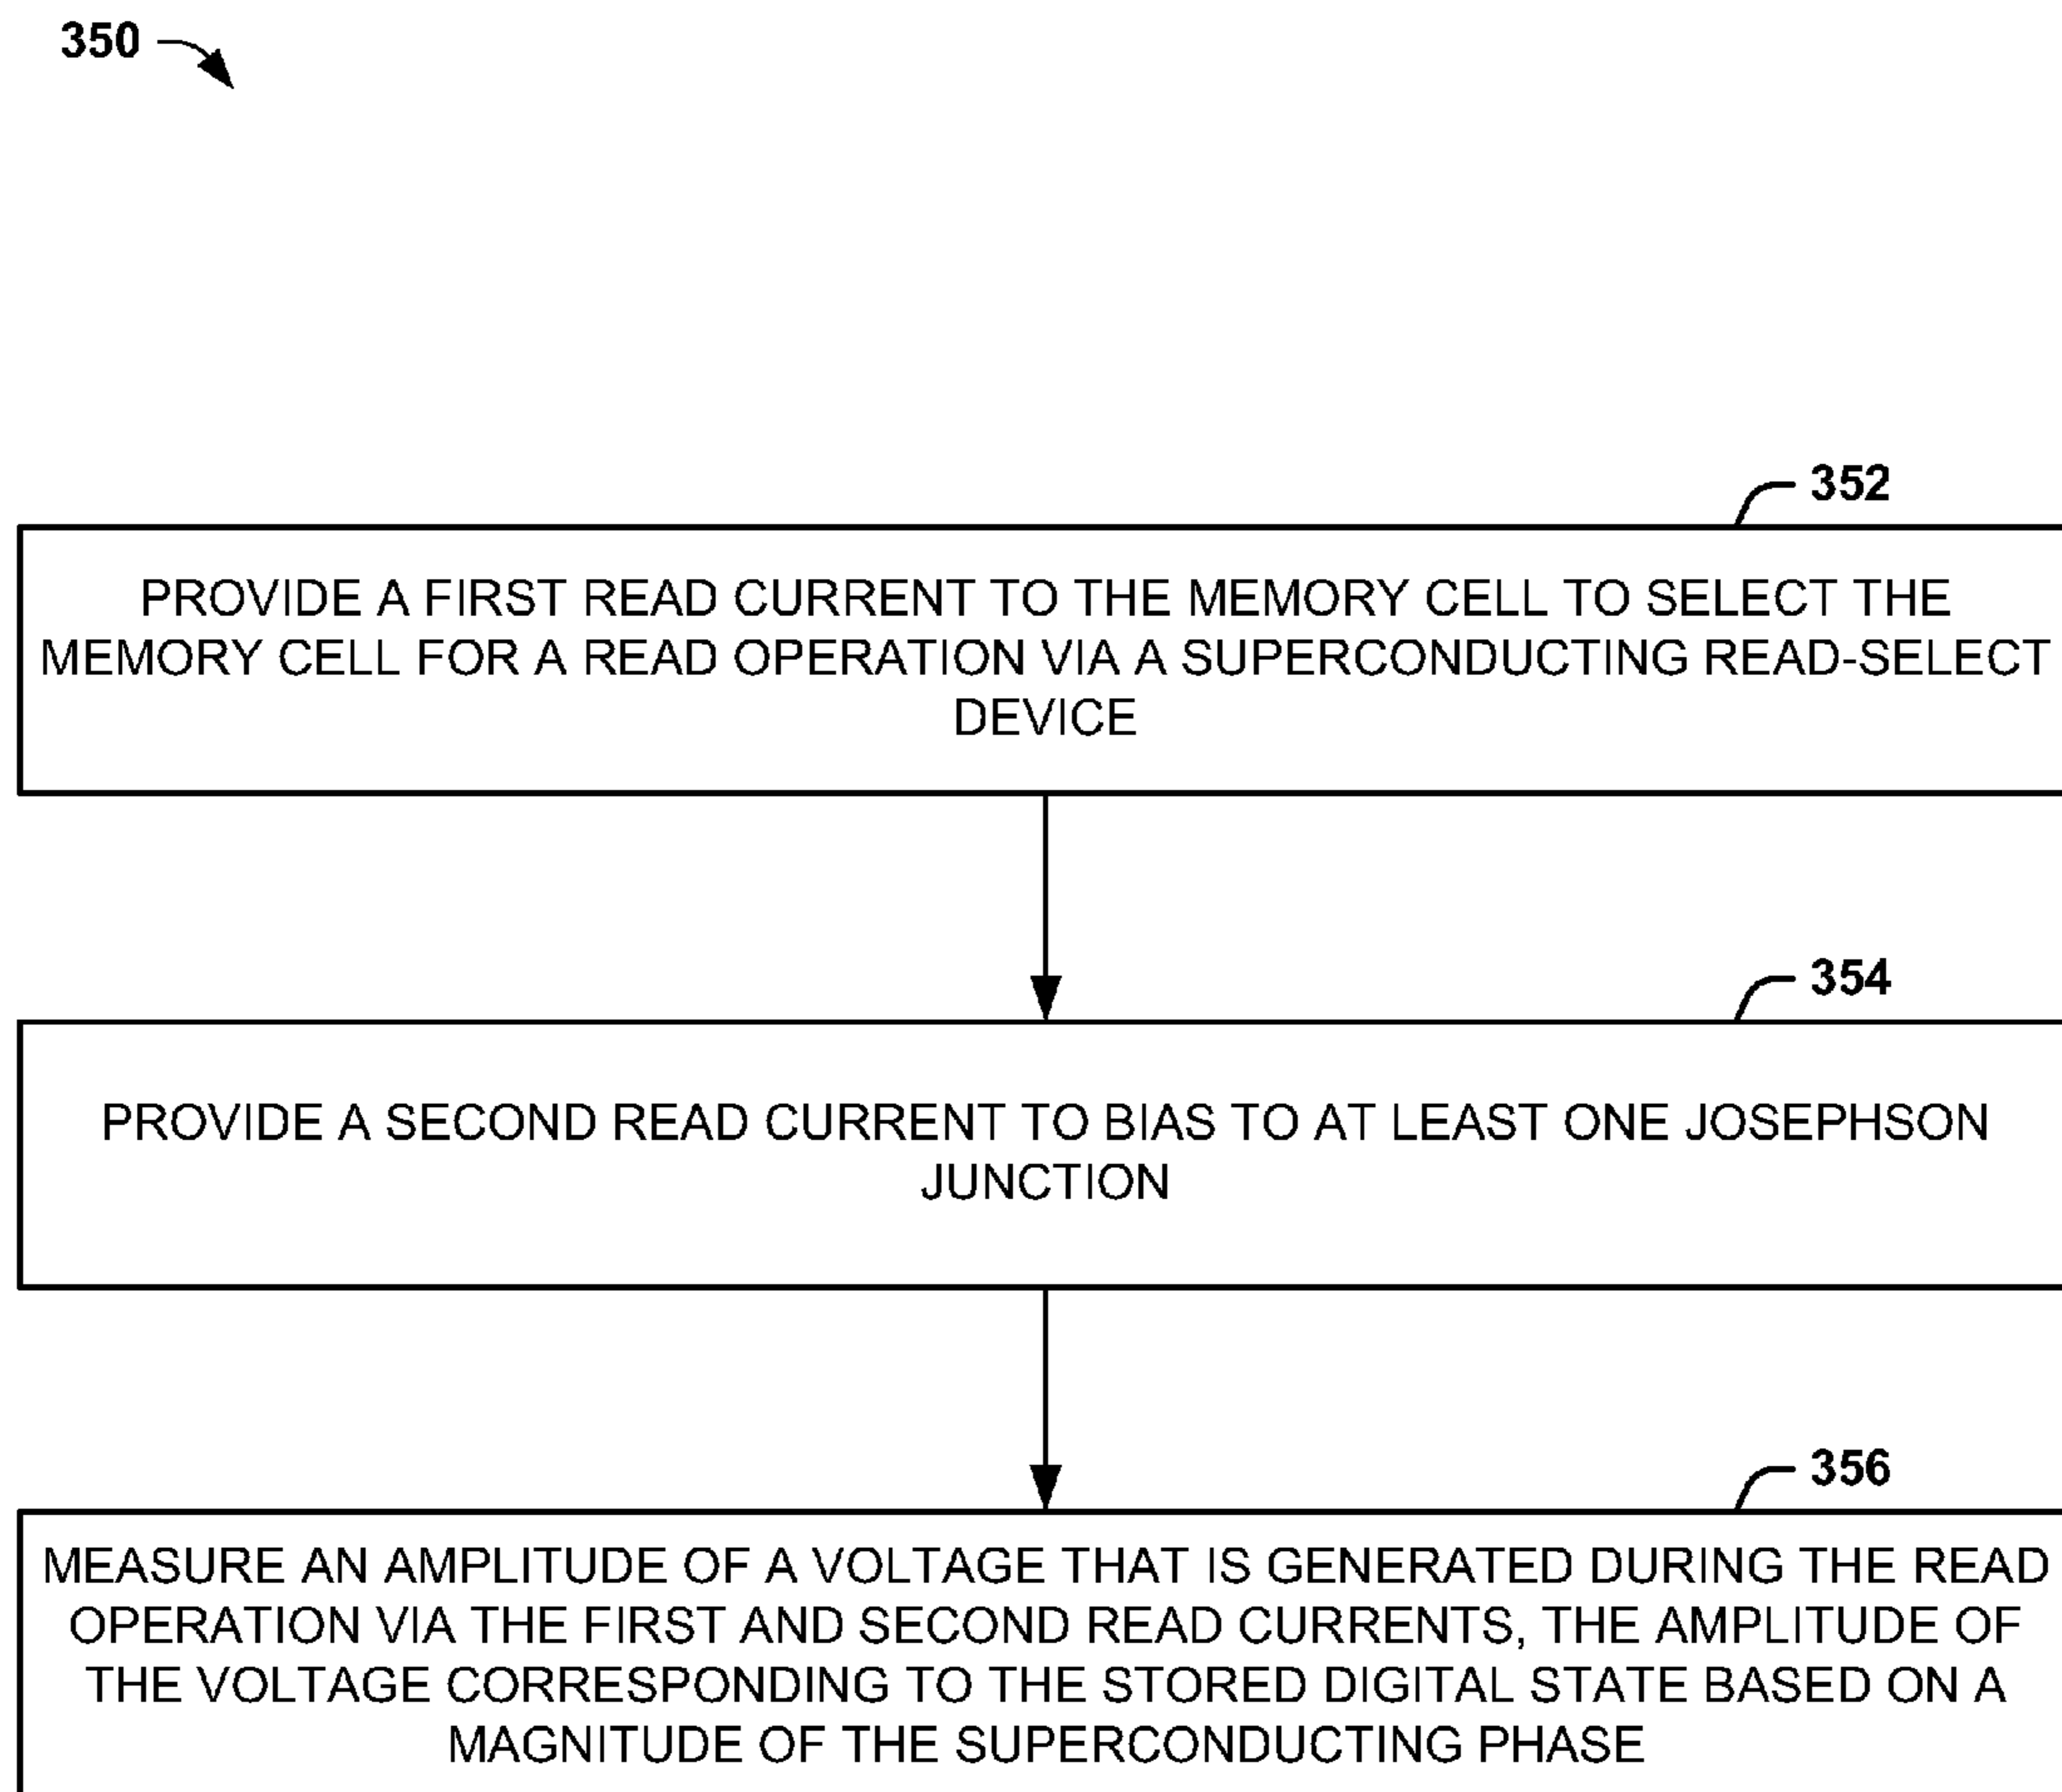 350
352
PROVIDE A FIRST READ CURRENT TO THE MEMORY CELL TO SELECT THE
MEMORY CELL FOR A READ OPERATION VIA A SUPERCONDUCTING READ-SELECT
DEVICE
354
PROVIDE A SECOND READ CURRENT TO BIAS TO AT LEAST ONE JOSEPHSON
JUNCTION
356
MEASURE AN AMPLITUDE OF A VOLTAGE THAT IS GENERATED DURING THE READ
OPERATION VIA THE FIRST AND SECOND READ CURRENTS, THE AMPLITUDE OF
THE VOLTAGE CORRESPONDING TO THE STORED DIGITAL STATE BASED ON A
MAGNITUDE OF THE SUPERCONDUCTING PHASE